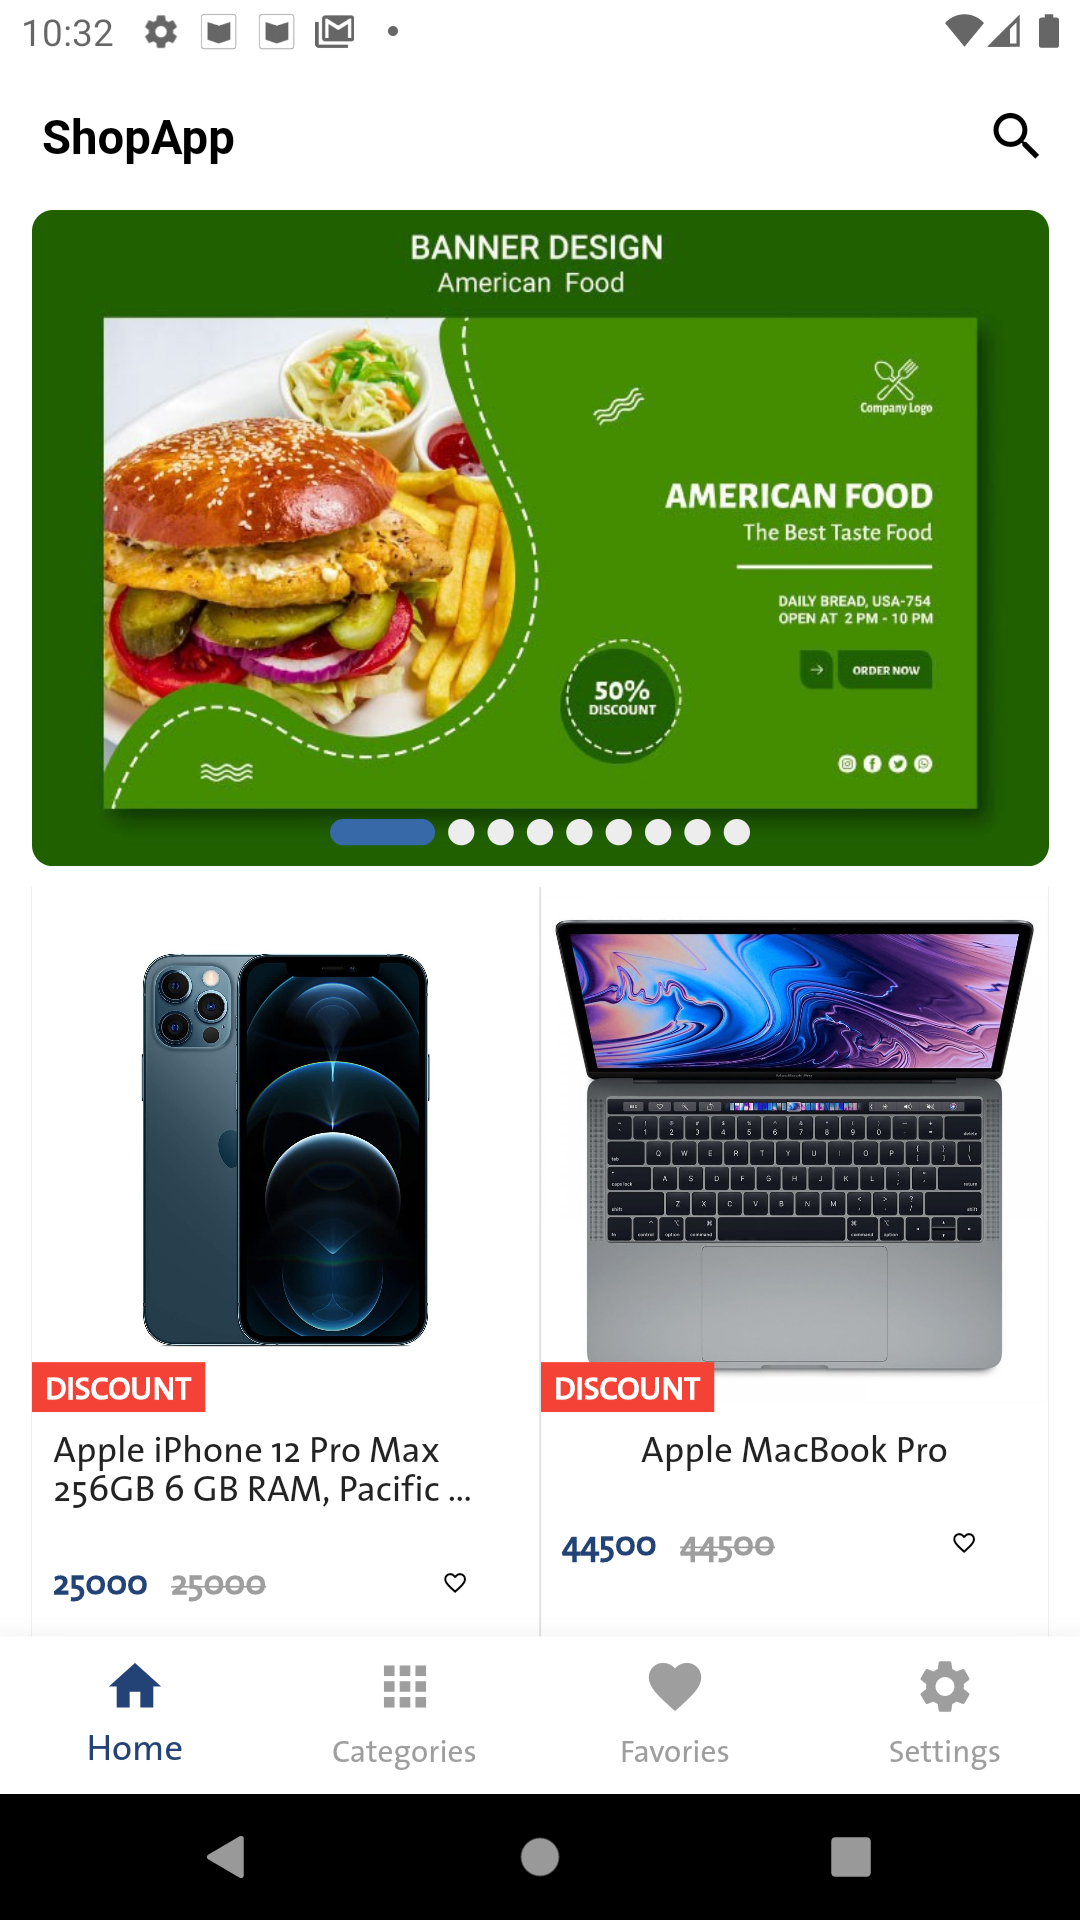 10:32
ShopApp
BANNER DESIGN
American Food
Company Logo
AMERICAN FOOD
The Best Taste Food
DAILY BREAD, USA-754
OPEN AT 2 PM - 10 PM
ORDER NOW
50%
DISCOUNT
DISCOUNT
Apple iPhone 12 Pro Max
256GB 6 GB RAM, Pacific ...
25000 25000
MacBook Pro
DISCOUNT
Apple MacBook Pro
44500 44500
Home
Categories
Favories
Settings